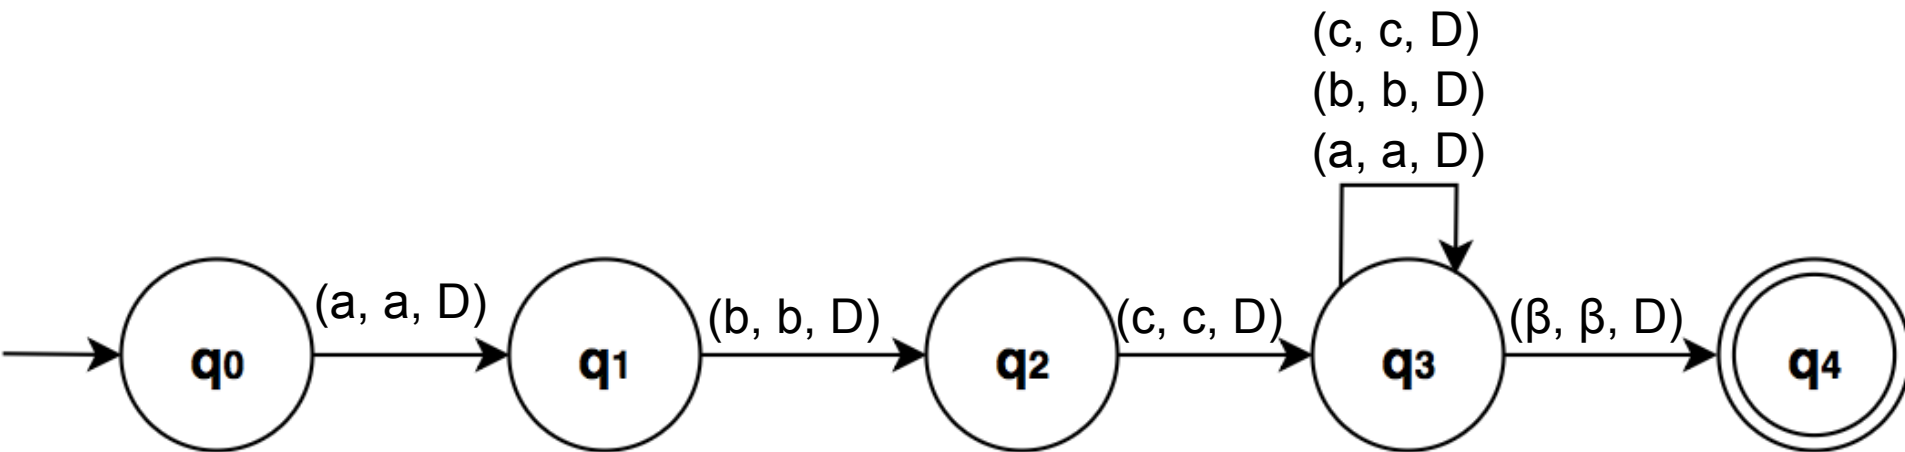 (c, c, D)
(b, b, D)
(a, a, D)
(a, a, D)
(b, b, D)
(c, c, D)
(β, β, D)
q0
q1
q2
q3
q4